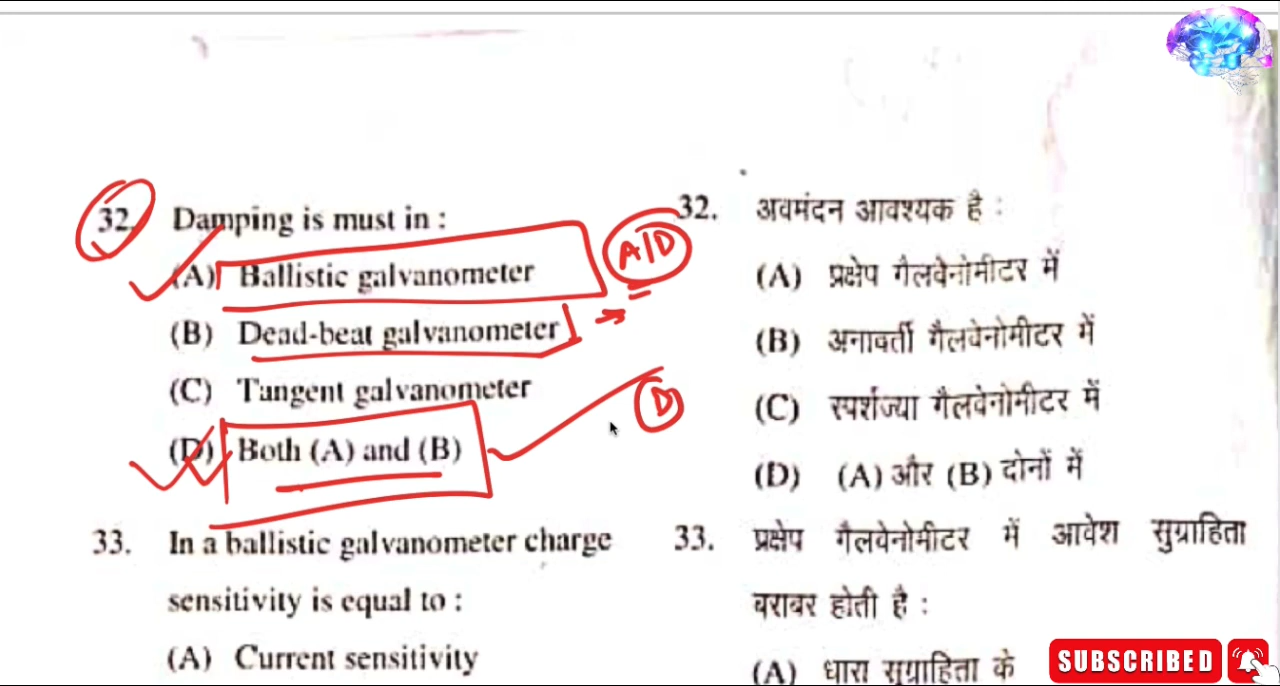 32. Damping is must in :
(A) Ballistic galvanometer
A/D
(B) Dead-beat galvanometer
(C) Tangent galvanometer
D
(D) Both (A) and (B)
33. In a ballistic galvanometer charge
sensitivity is equal to :
(A) Current sensitivity
32. अवमंदन आवश्यक है :
(A) प्रक्षेप गैलवेनोमीटर में
(B) अनावर्ती गैलवेनोमीटर में
(C) स्पर्शज्या गैलवेनोमीटर में
(D) (A) और (B) दोनों में
33. प्रक्षेप गैलवेनोमीटर में आवेश सुग्राहिता
बराबर होती है :
(A) धारा सुग्राहिता के
SUBSCRIBED